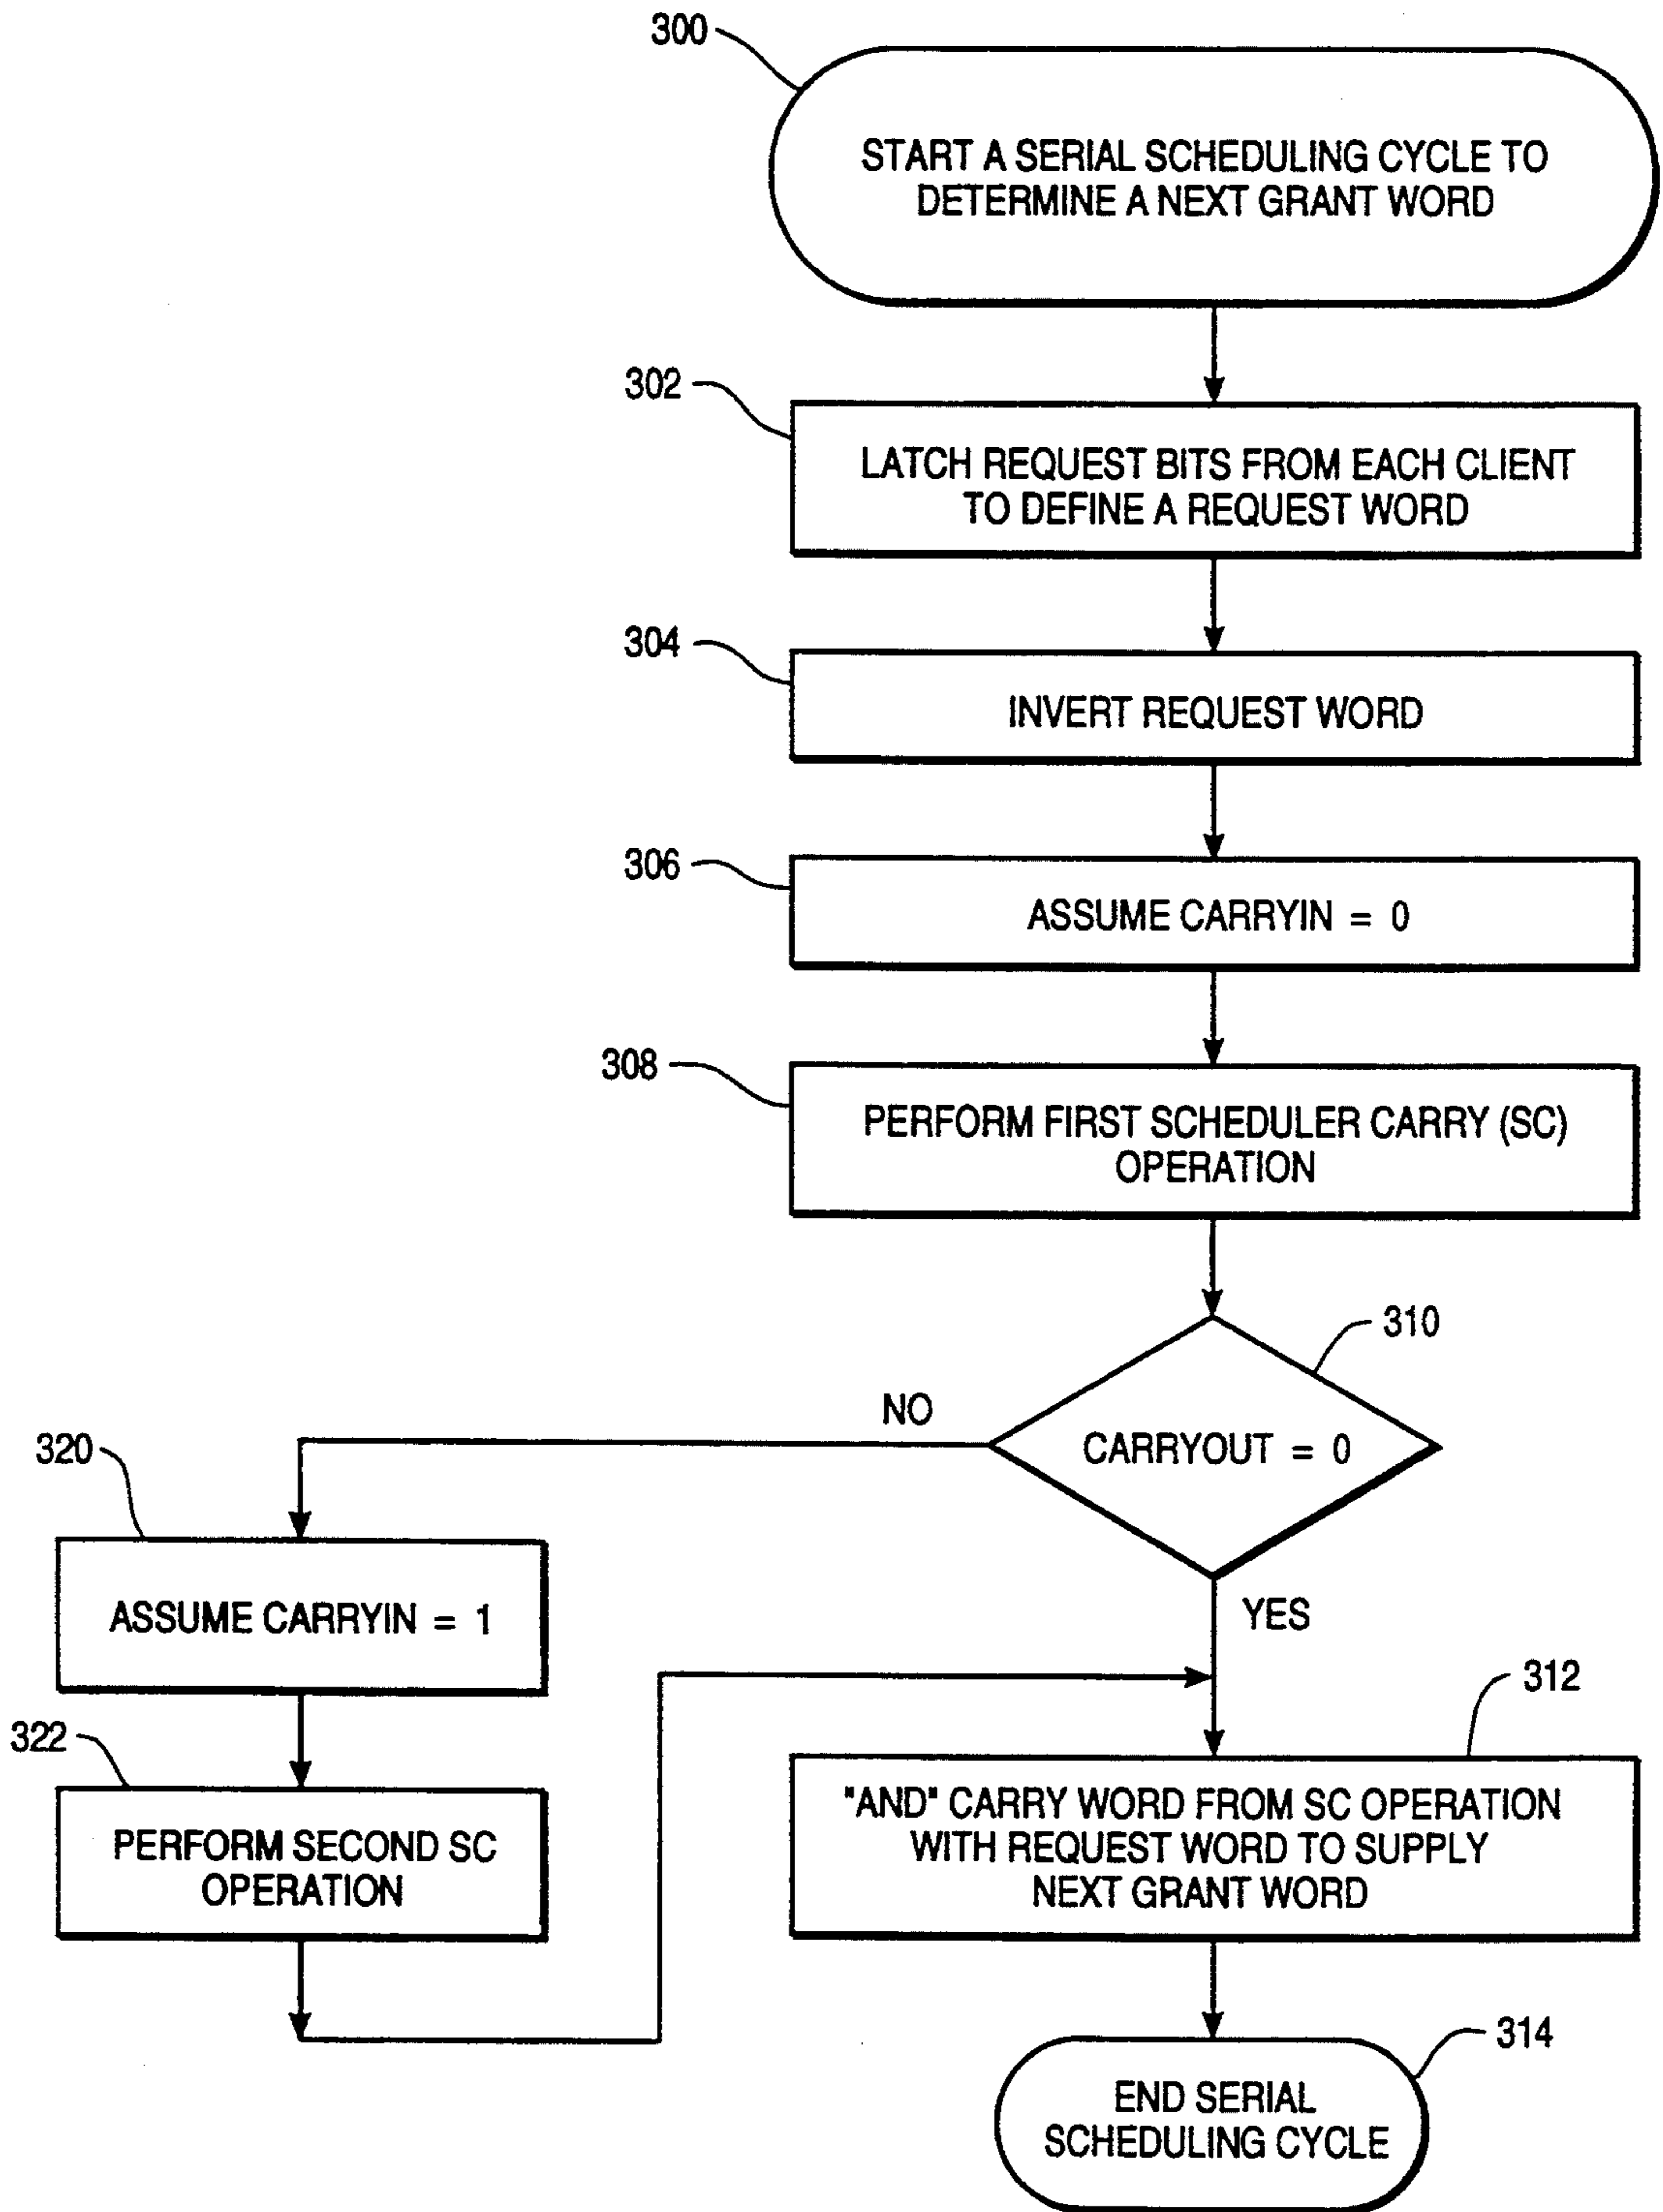 300
START A SERIAL SCHEDULING CYCLE TO
DETERMINE A NEXT GRANT WORD
302
LATCH REQUEST BITS FROM EACH CLIENT
TO DEFINE A REQUEST WORD
304
INVERT REQUEST WORD
306
ASSUME CARRYIN = 0
308
PERFORM FIRST SCHEDULER CARRY (SC)
OPERATION
310
CARRYOUT = 0
NO
YES
320
ASSUME CARRYIN = 1
322
PERFORM SECOND SC
OPERATION
312
"AND" CARRY WORD FROM SC OPERATION
WITH REQUEST WORD TO SUPPLY
NEXT GRANT WORD
314
END SERIAL
SCHEDULING CYCLE